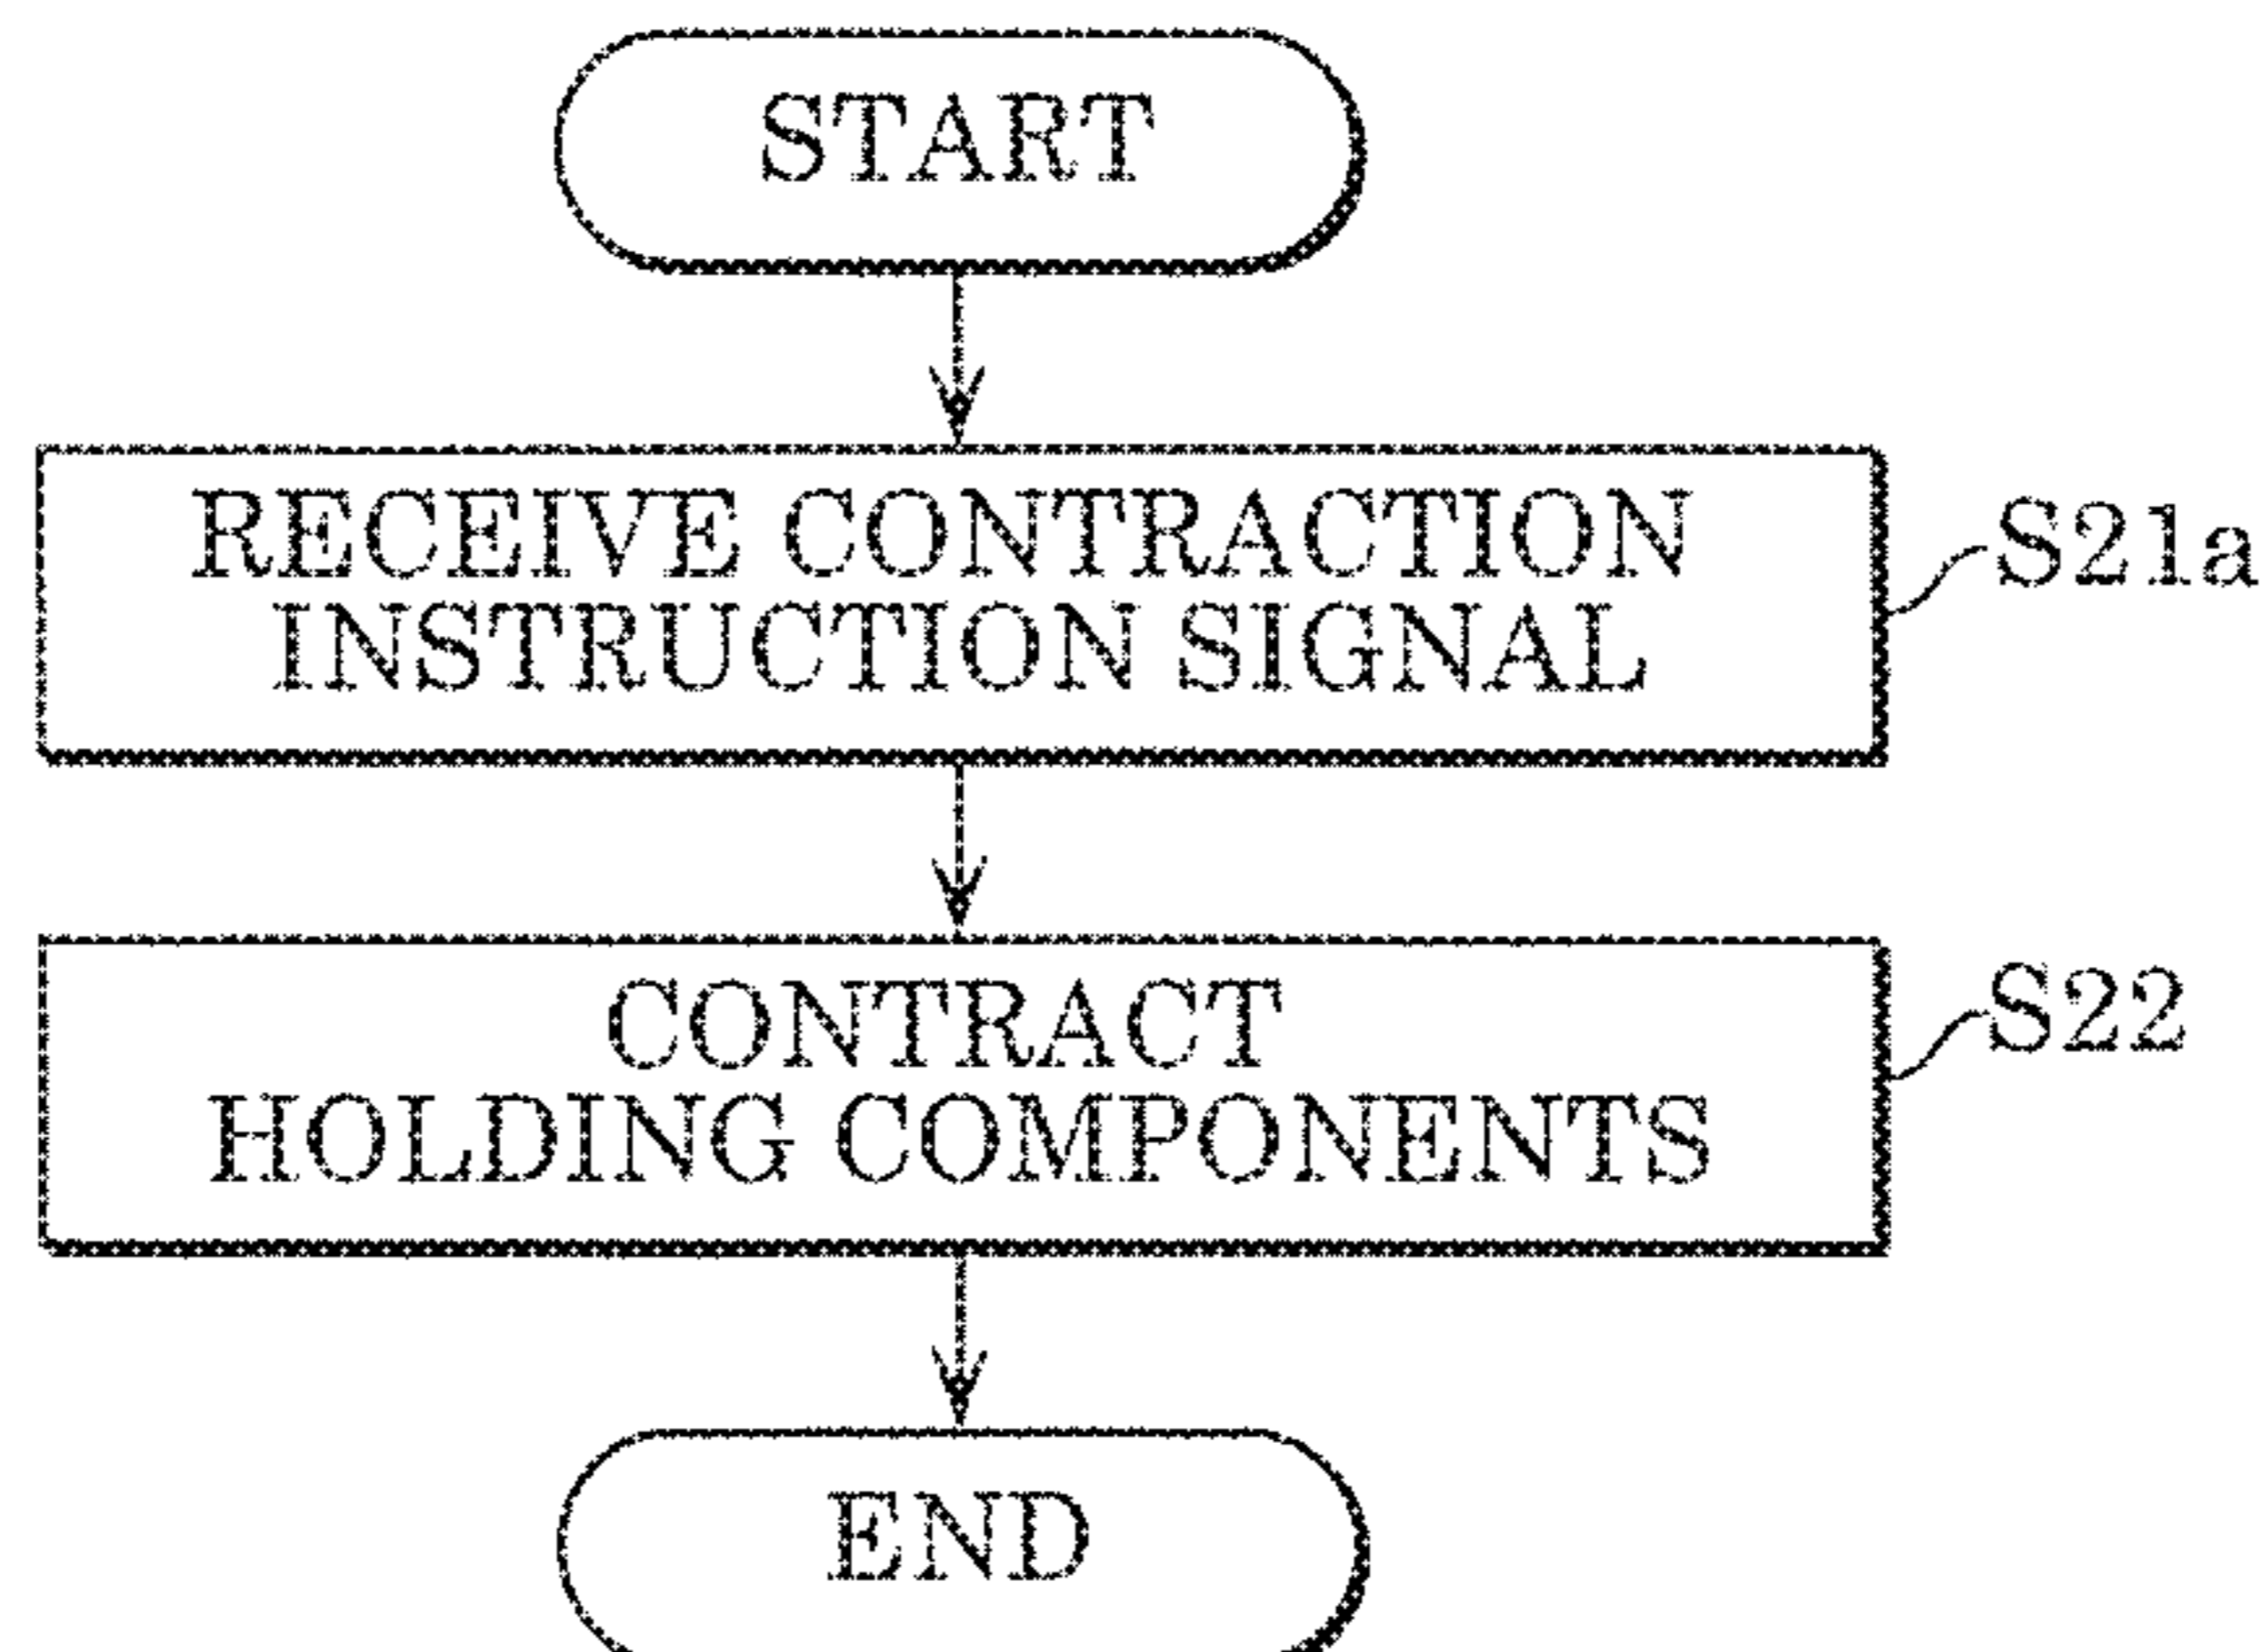 START
RECEIVE CONTRACTION
INSTRUCTION SIGNAL
S21a
CONTRACT
HOLDING COMPONENTS
S22
END